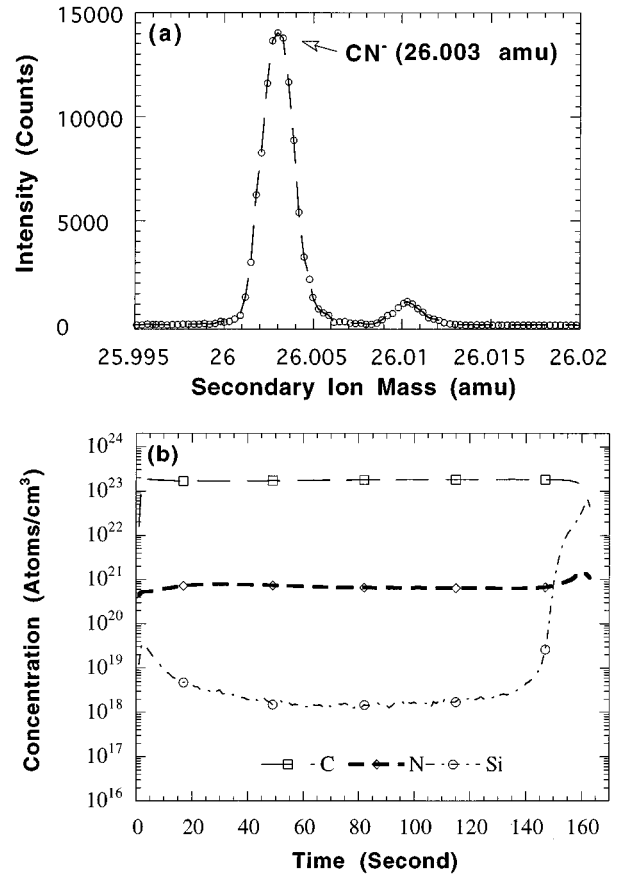 15000
(a)
CN⁻ (26.003 amu)
10000
5000
0
Intensity (Counts)
25.995 26 26.005 26.01 26.015 26.02
Secondary Ion Mass (amu)
10²⁴
(b)
10²³
10²²
10²¹
10²⁰
10¹⁹
10¹⁸
10¹⁷
10¹⁶
Concentration (Atoms/cm³)
C N Si
0 20 40 60 80 100 120 140 160
Time (Second)